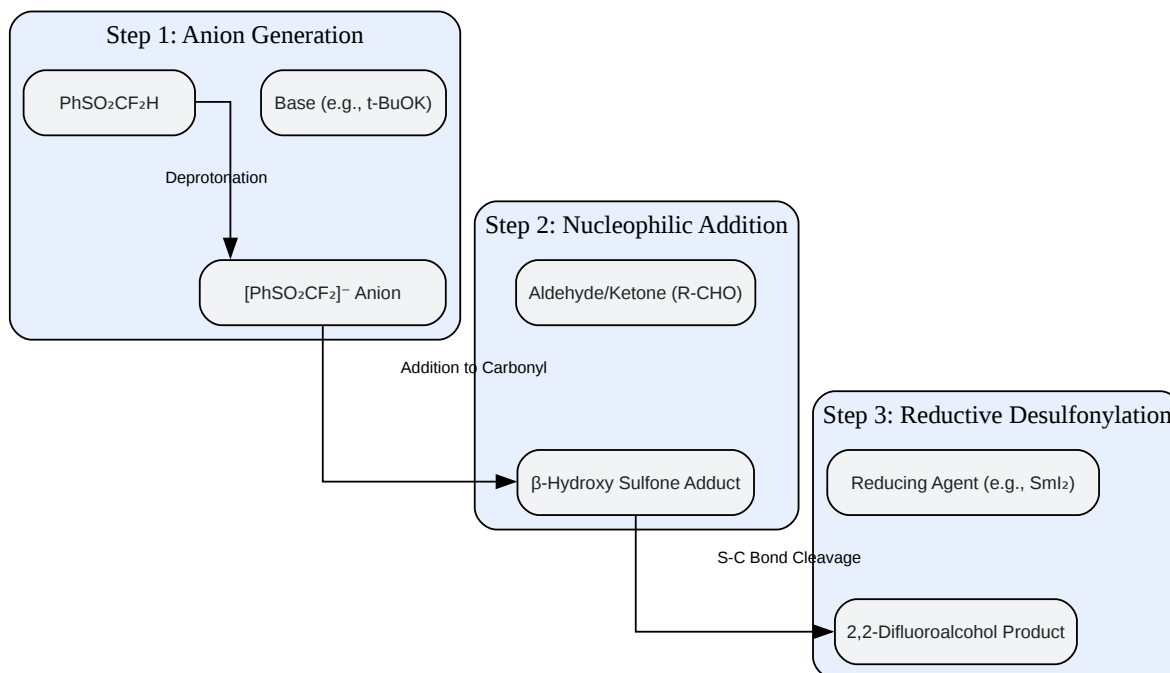 Step 1: Anion Generation
PhSO₂CF₂H
Base (e.g., t-BuOK)
Deprotonation
[PhSO₂CF₂]⁻ Anion
Step 2: Nucleophilic Addition
Aldehyde/Ketone (R-CHO)
Addition to Carbonyl
β-Hydroxy Sulfone Adduct
Step 3: Reductive Desulfonylation
Reducing Agent (e.g., SmI₂)
S-C Bond Cleavage
2,2-Difluoroalcohol Product